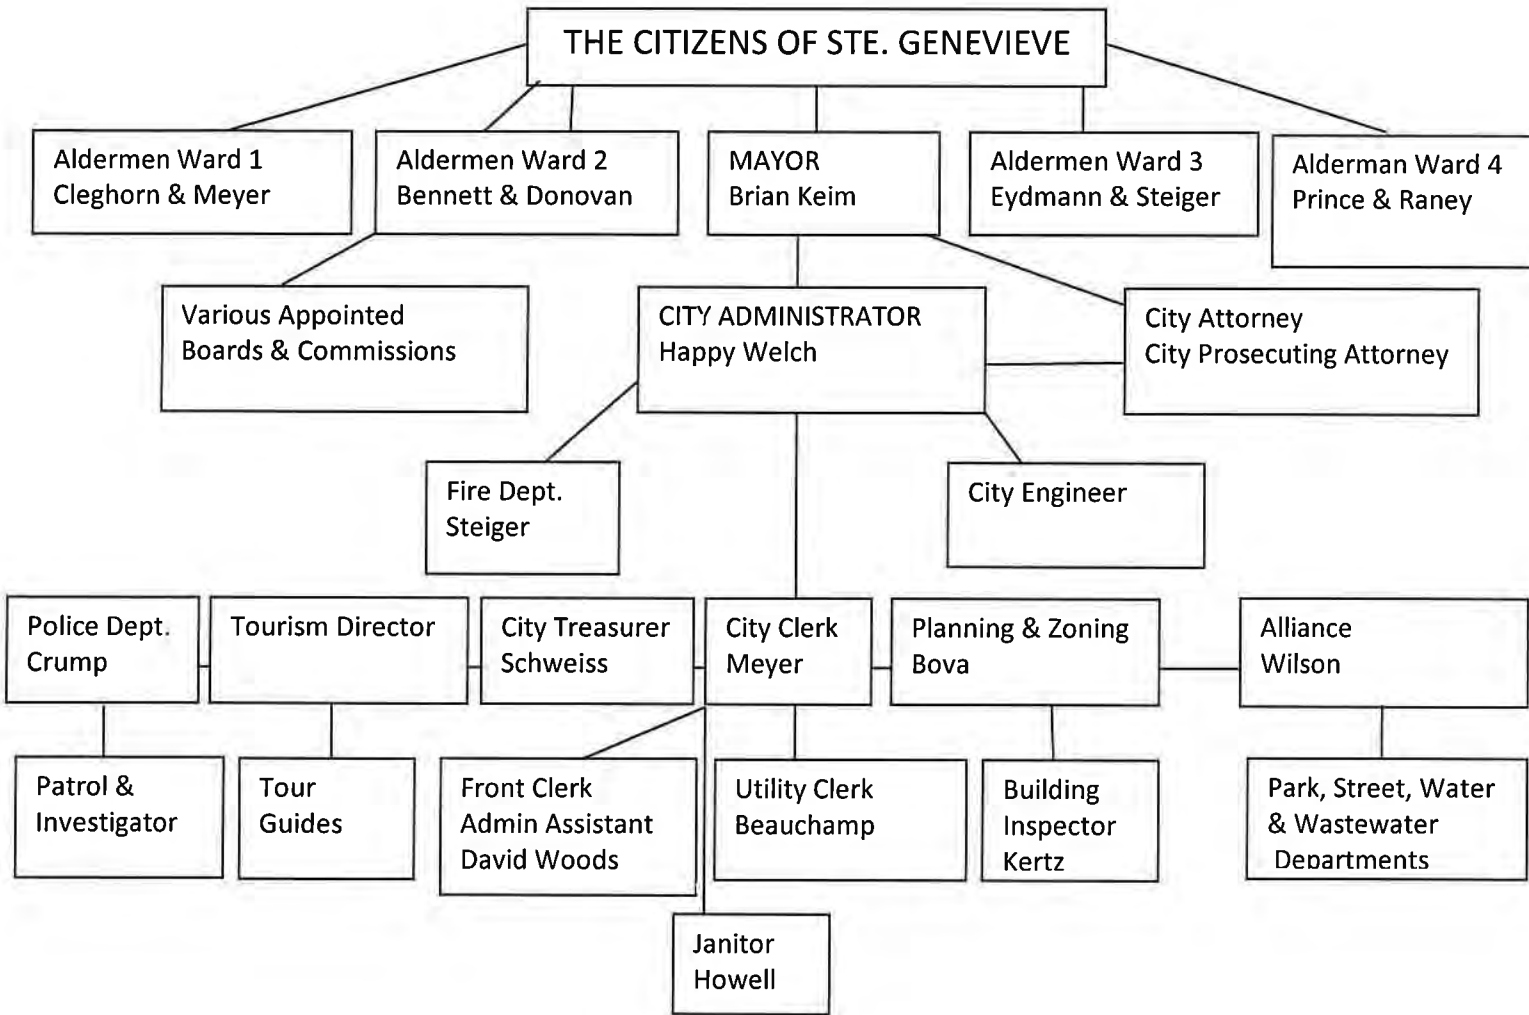 THE CITIZENS OF STE. GENEVIEVE
Aldermen Ward 1
Cleghorn & Meyer
Aldermen Ward 2
Bennett & Donovan
MAYOR
Brian Keim
Aldermen Ward 3
Eydmann & Steiger
Alderman Ward 4
Prince & Raney
Various Appointed
Boards & Commissions
CITY ADMINISTRATOR
Happy Welch
City Attorney
City Prosecuting Attorney
Fire Dept.
Steiger
City Engineer
Police Dept.
Crump
Tourism Director
City Treasurer
Schweiss
City Clerk
Meyer
Planning & Zoning
Bova
Alliance
Wilson
Patrol &
Investigator
Tour
Guides
Front Clerk
Admin Assistant
David Woods
Utility Clerk
Beauchamp
Building
Inspector
Kertz
Park, Street, Water
& Wastewater
Departments
Janitor
Howell